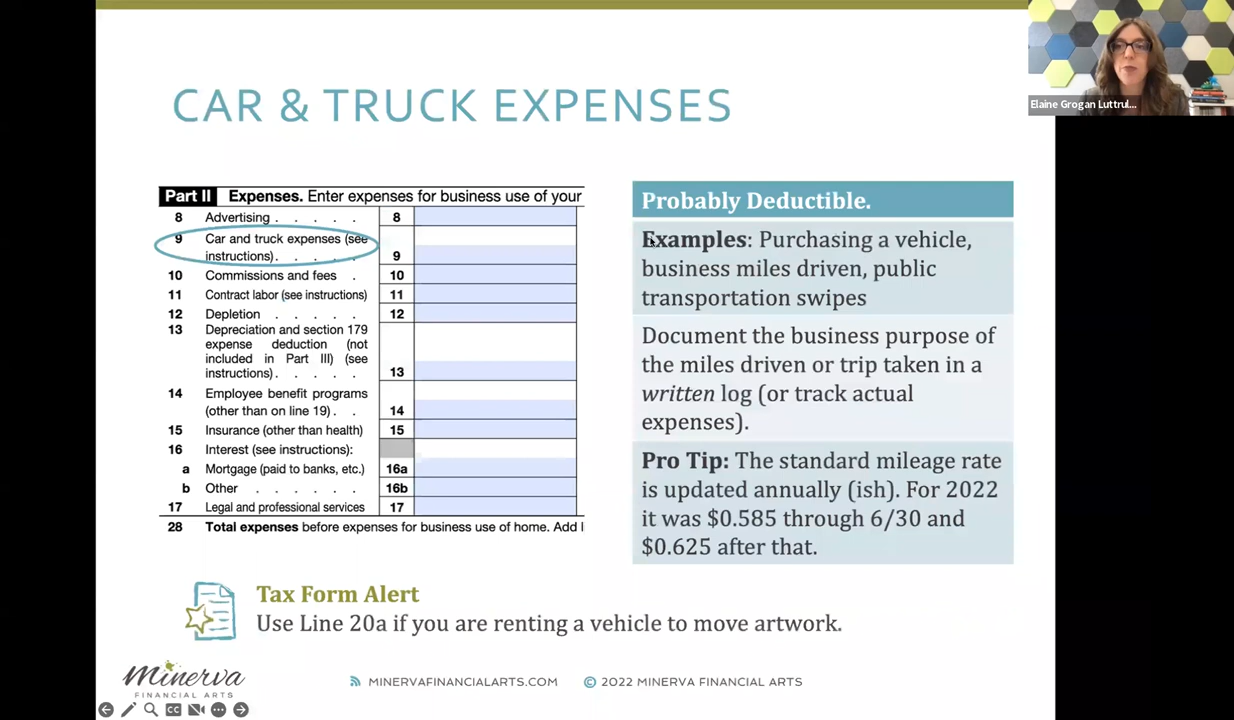 Elaine Grogan Luttrul...
CAR & TRUCK EXPENSES
Part II Expenses. Enter expenses for business use of your
8 Advertising . . . . . 8
9 Car and truck expenses (see
instructions). . . . . 9
10 Commissions and fees . 10
11 Contract labor (see instructions) 11
12 Depletion . . . . . 12
13 Depreciation and section 179
expense deduction (not
included in Part III) (see
instructions). . . . . 13
14 Employee benefit programs
(other than on line 19). . 14
15 Insurance (other than health) 15
16 Interest (see instructions):
a Mortgage (paid to banks, etc.) 16a
b Other . . . . . . 16b
17 Legal and professional services 17
28 Total expenses before expenses for business use of home. Add l
Probably Deductible.
Examples: Purchasing a vehicle,
business miles driven, public
transportation swipes
Document the business purpose of
the miles driven or trip taken in a
written log (or track actual
expenses).
Pro Tip: The standard mileage rate
is updated annually (ish). For 2022
it was $0.585 through 6/30 and
$0.625 after that.
Tax Form Alert
Use Line 20a if you are renting a vehicle to move artwork.
Minerva
FINANCIAL ARTS
MINERVAFINANCIALARTS.COM © 2022 MINERVA FINANCIAL ARTS
CC